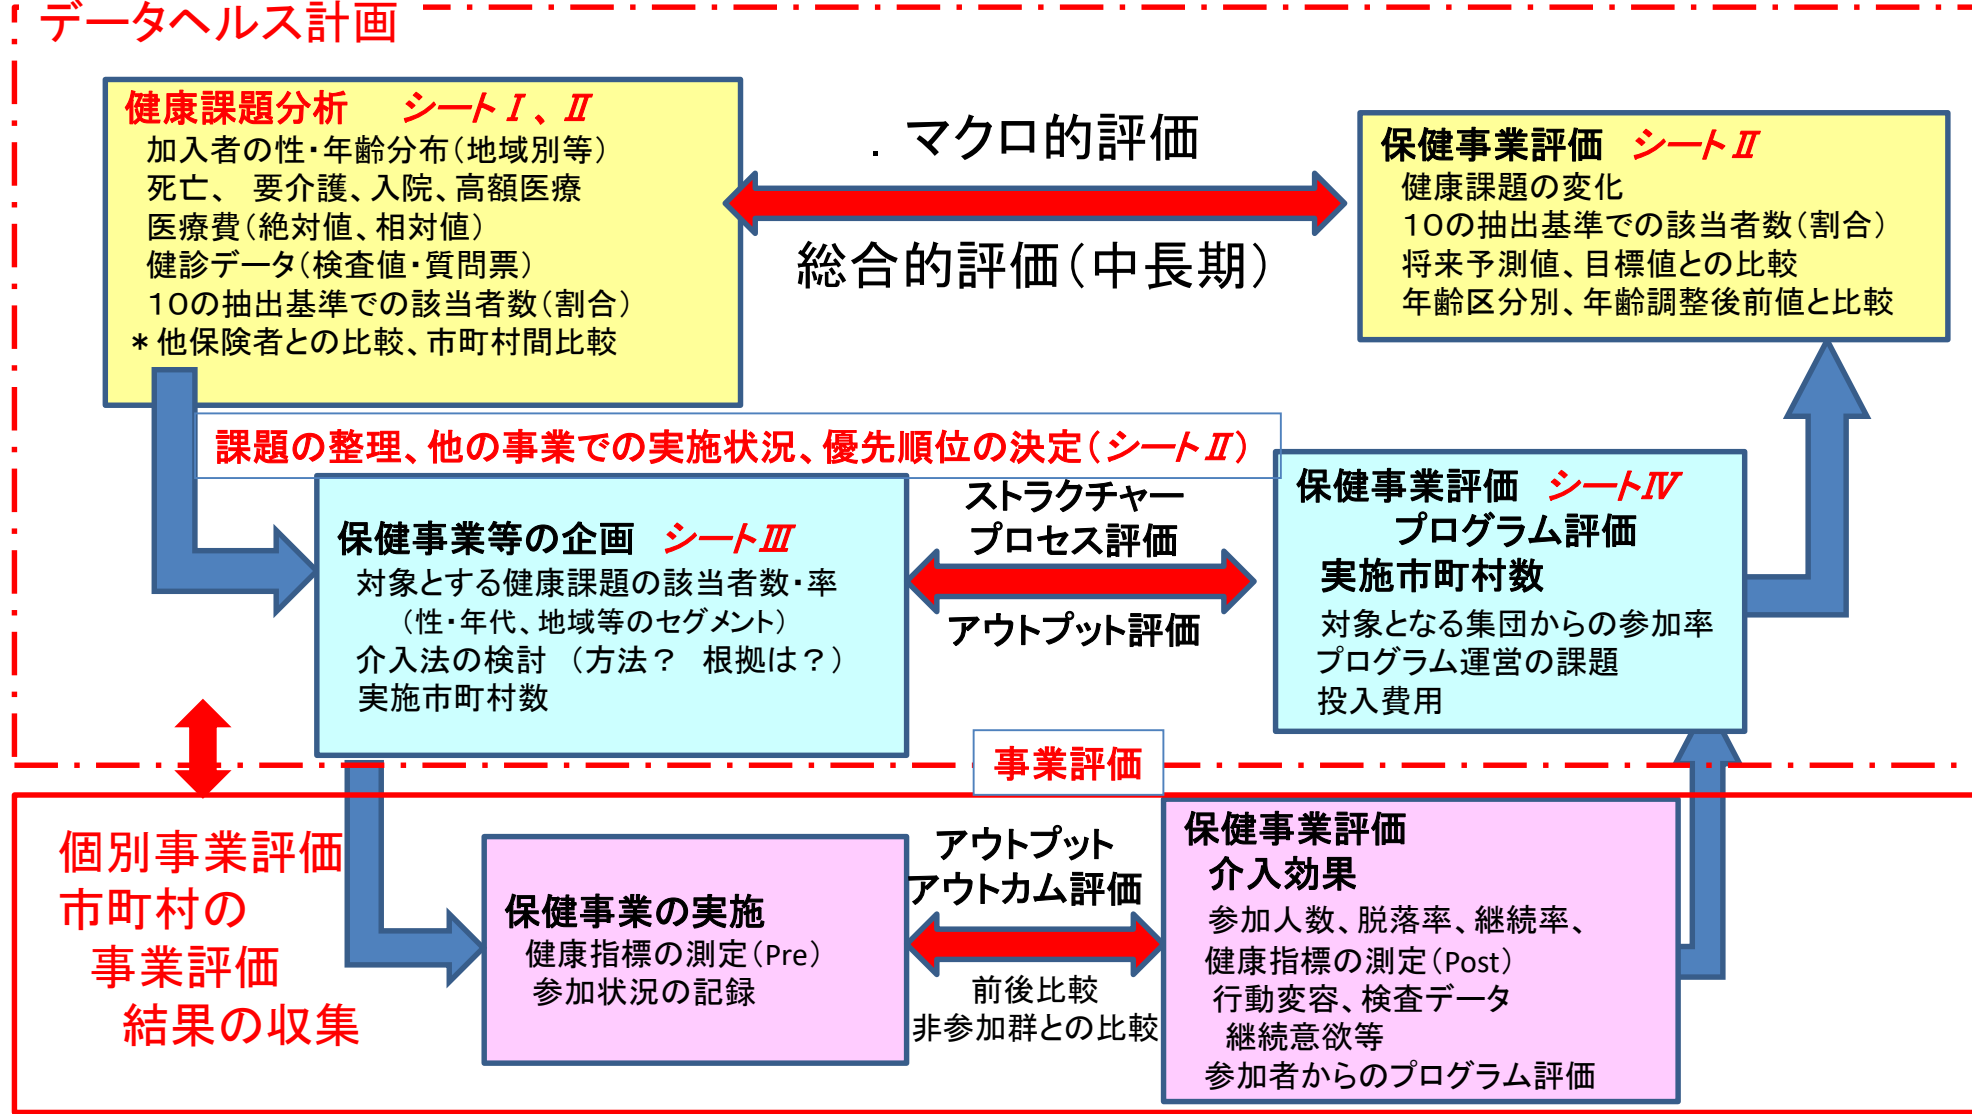 データヘルス計画
健康課題分析 シートⅠ、Ⅱ
加入者の性・年齢分布(地域別等)
死亡、 要介護、入院、高額医療
医療費(絶対値、相対値)
健診データ(検査値・質問票)
10の抽出基準での該当者数(割合)
*他保険者との比較、市町村間比較
. マクロ的評価
総合的評価(中長期)
保健事業評価 シートⅡ
健康課題の変化
10の抽出基準での該当者数(割合)
将来予測値、目標値との比較
年齢区分別、年齢調整後前値と比較
課題の整理、他の事業での実施状況、優先順位の決定(シートⅡ)
保健事業等の企画 シートⅢ
対象とする健康課題の該当者数・率
(性・年代、地域等のセグメント)
介入法の検討 (方法? 根拠は?)
実施市町村数
ストラクチャー
プロセス評価
アウトプット評価
保健事業評価 シートⅣ
プログラム評価
実施市町村数
対象となる集団からの参加率
プログラム運営の課題
投入費用
事業評価
個別事業評価
市町村の
事業評価
結果の収集
保健事業の実施
健康指標の測定(Pre)
参加状況の記録
アウトプット
アウトカム評価
前後比較
非参加群との比較
保健事業評価
介入効果
参加人数、脱落率、継続率、
健康指標の測定(Post)
行動変容、検査データ
継続意欲等
参加者からのプログラム評価